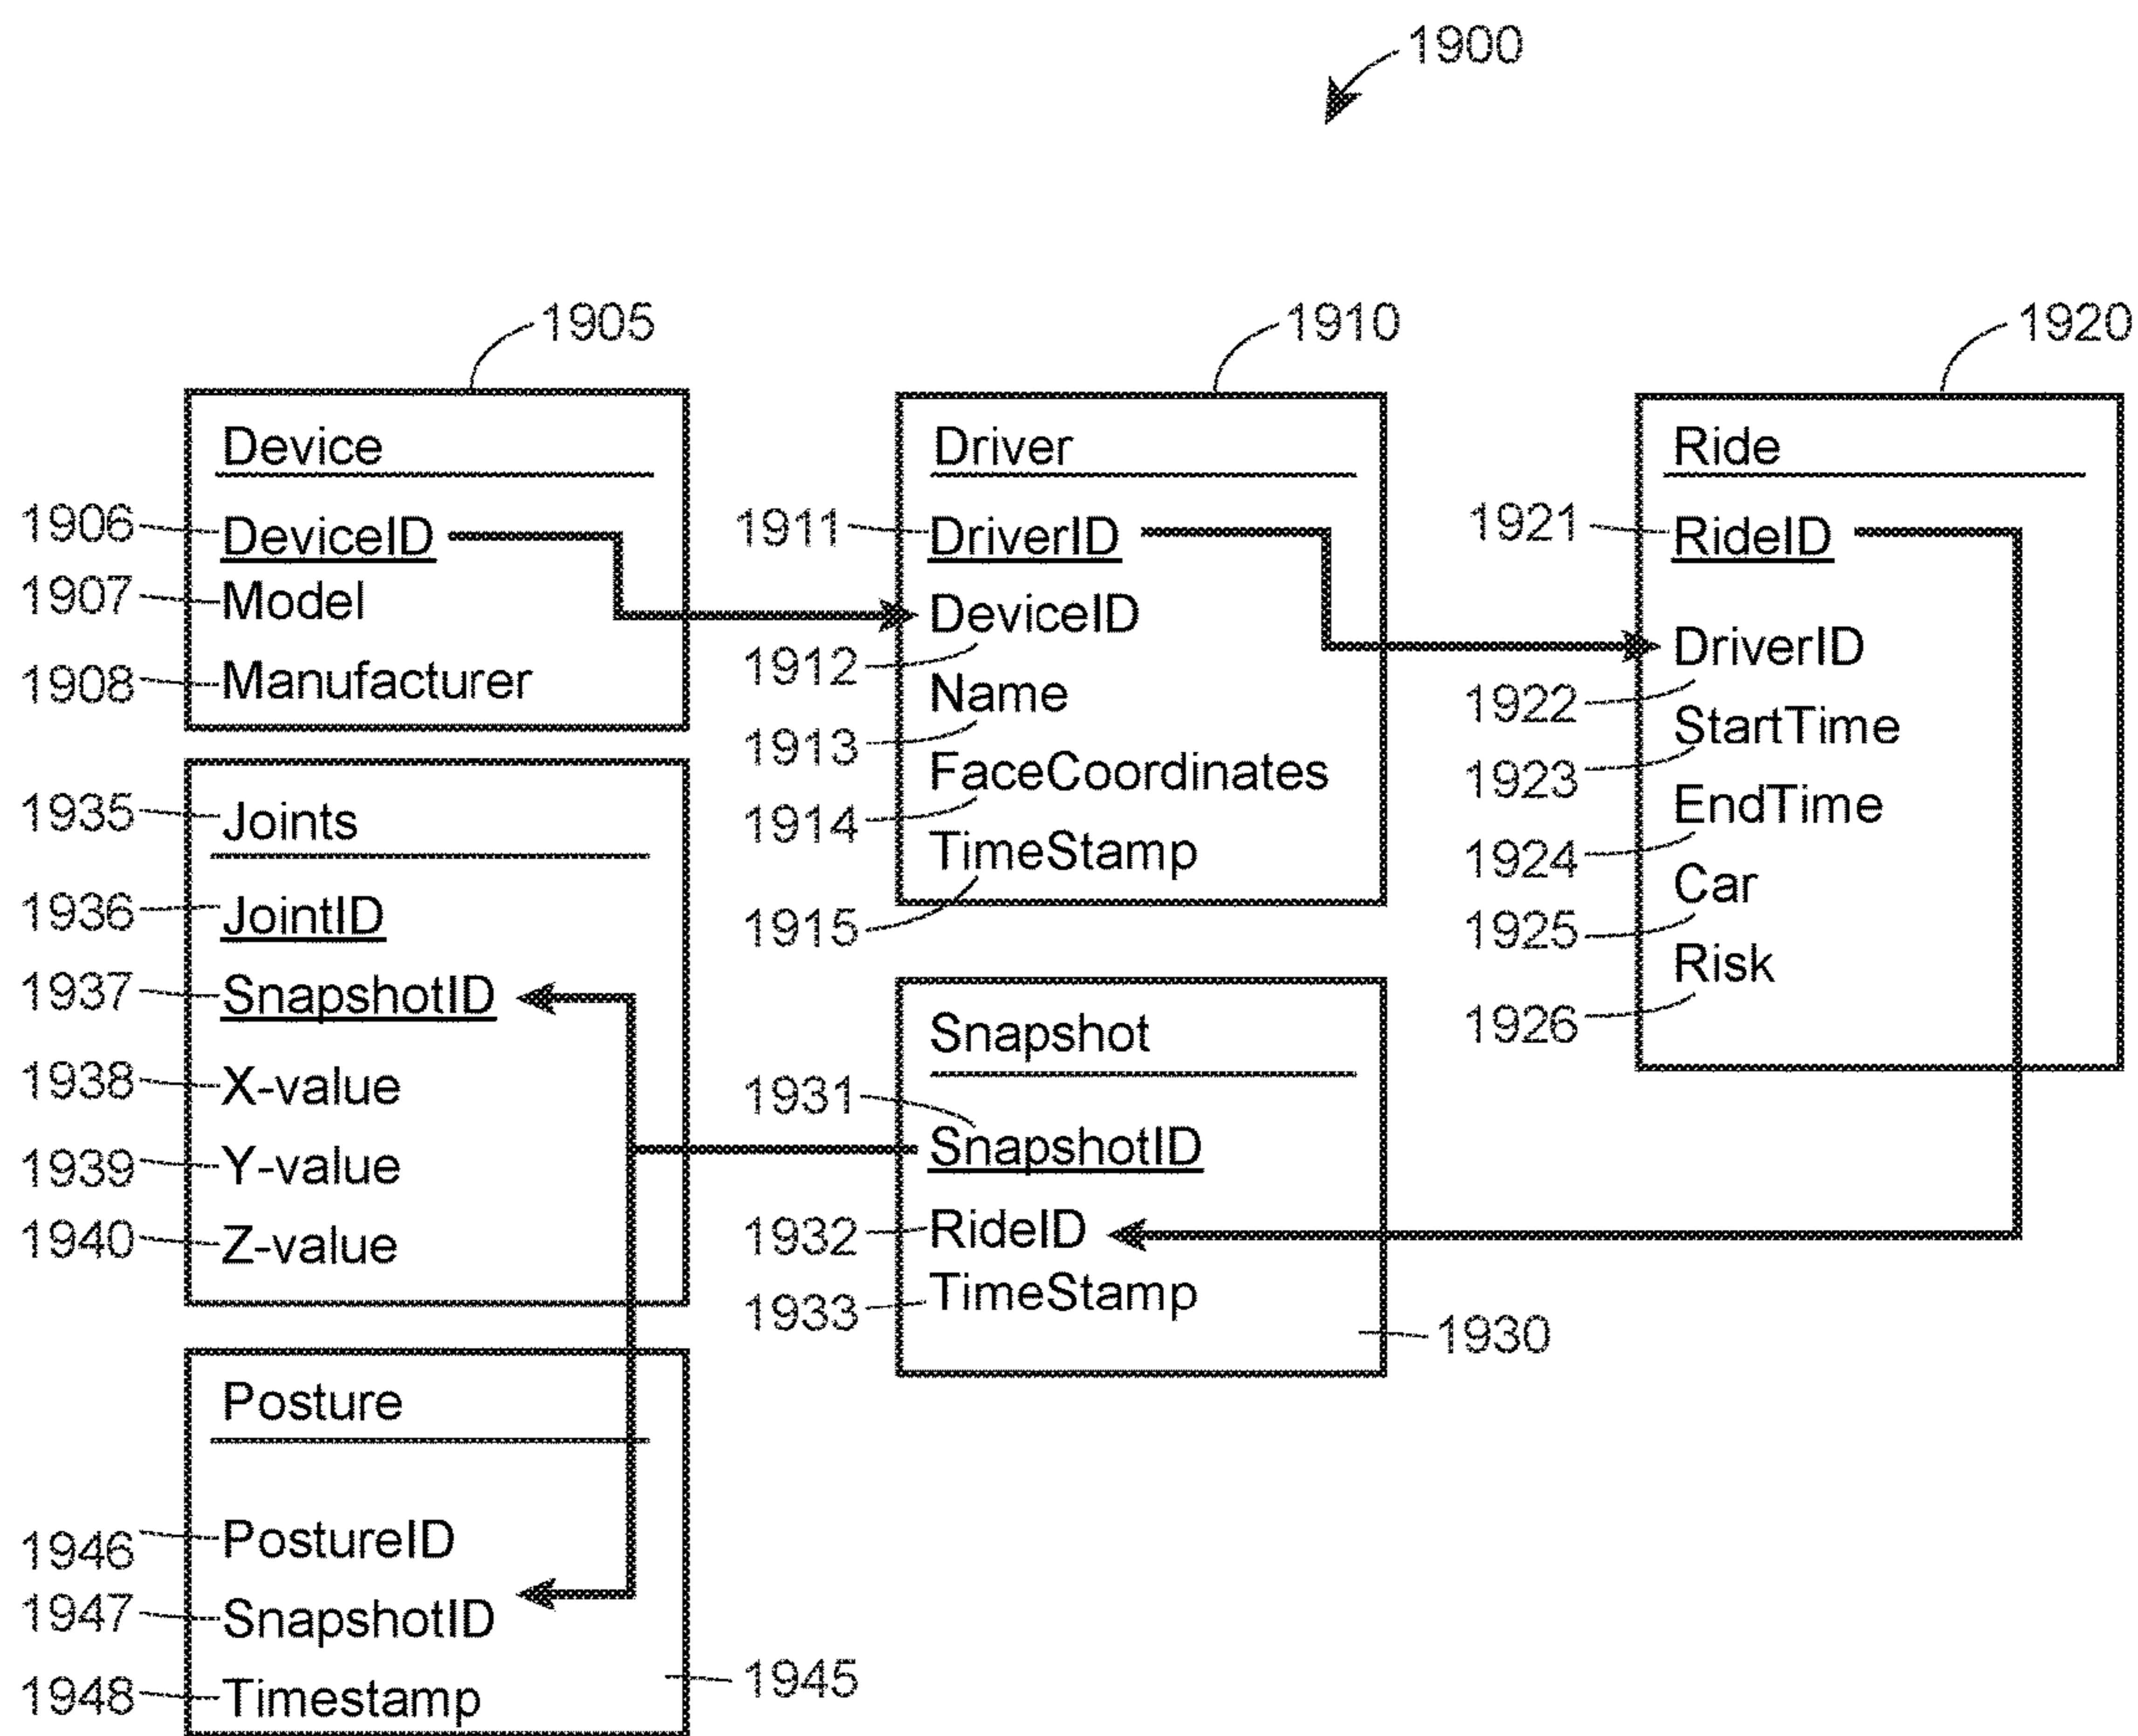 1900
1905
Device
1906 DeviceID
1907 Model
1908 Manufacturer
1910
Driver
1911 DriverID
DeviceID
1912
Name
1913
FaceCoordinates
1914
TimeStamp
1915
1920
Ride
1921 RideID
DriverID
1922
StartTime
1923
EndTime
1924
Car
1925
Risk
1926
1935 Joints
1936 JointID
1937 SnapshotID
1938 X-value
1939 Y-value
1940 Z-value
Snapshot
1931
SnapshotID
1932 RideID
1933 TimeStamp
1930
Posture
1946 PostureID
1947 SnapshotID
1948 Timestamp
1945